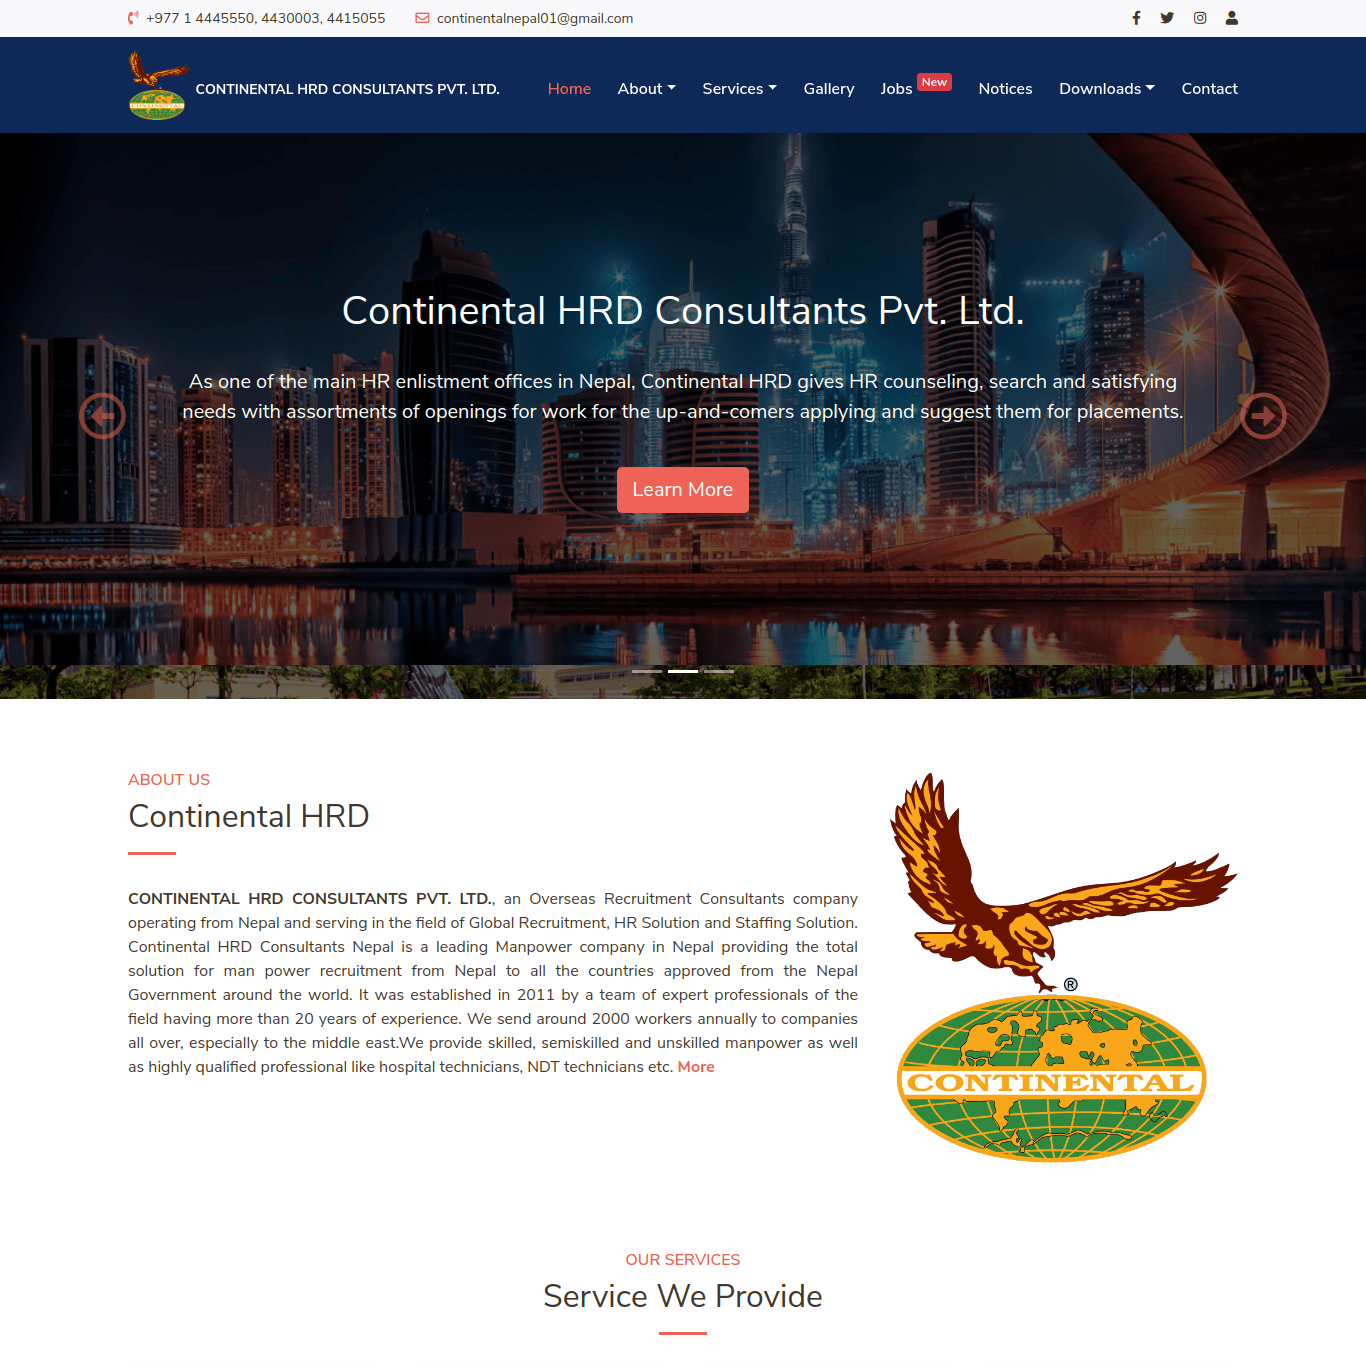 +977 1 4445550, 4430003, 4415055
continentalnepal01@gmail.com
CONTINENTAL HRD CONSULTANTS PVT. LTD.
Home
About
Services
Gallery
Jobs
New
Notices
Downloads
Contact
Continental HRD Consultants Pvt. Ltd.
As one of the main HR enlistment offices in Nepal, Continental HRD gives HR counseling, search and satisfying
needs with assortments of openings for work for the up-and-comers applying and suggest them for placements.
Learn More
ABOUT US
Continental HRD
CONTINENTAL HRD CONSULTANTS PVT. LTD., an Overseas Recruitment Consultants company
operating from Nepal and serving in the field of Global Recruitment, HR Solution and Staffing Solution.
Continental HRD Consultants Nepal is a leading Manpower company in Nepal providing the total
solution for man power recruitment from Nepal to all the countries approved from the Nepal
Government around the world. It was established in 2011 by a team of expert professionals of the
field having more than 20 years of experience. We send around 2000 workers annually to companies
all over, especially to the middle east.We provide skilled, semiskilled and unskilled manpower as well
as highly qualified professional like hospital technicians, NDT technicians etc. More
®
CONTINENTAL
OUR SERVICES
Service We Provide